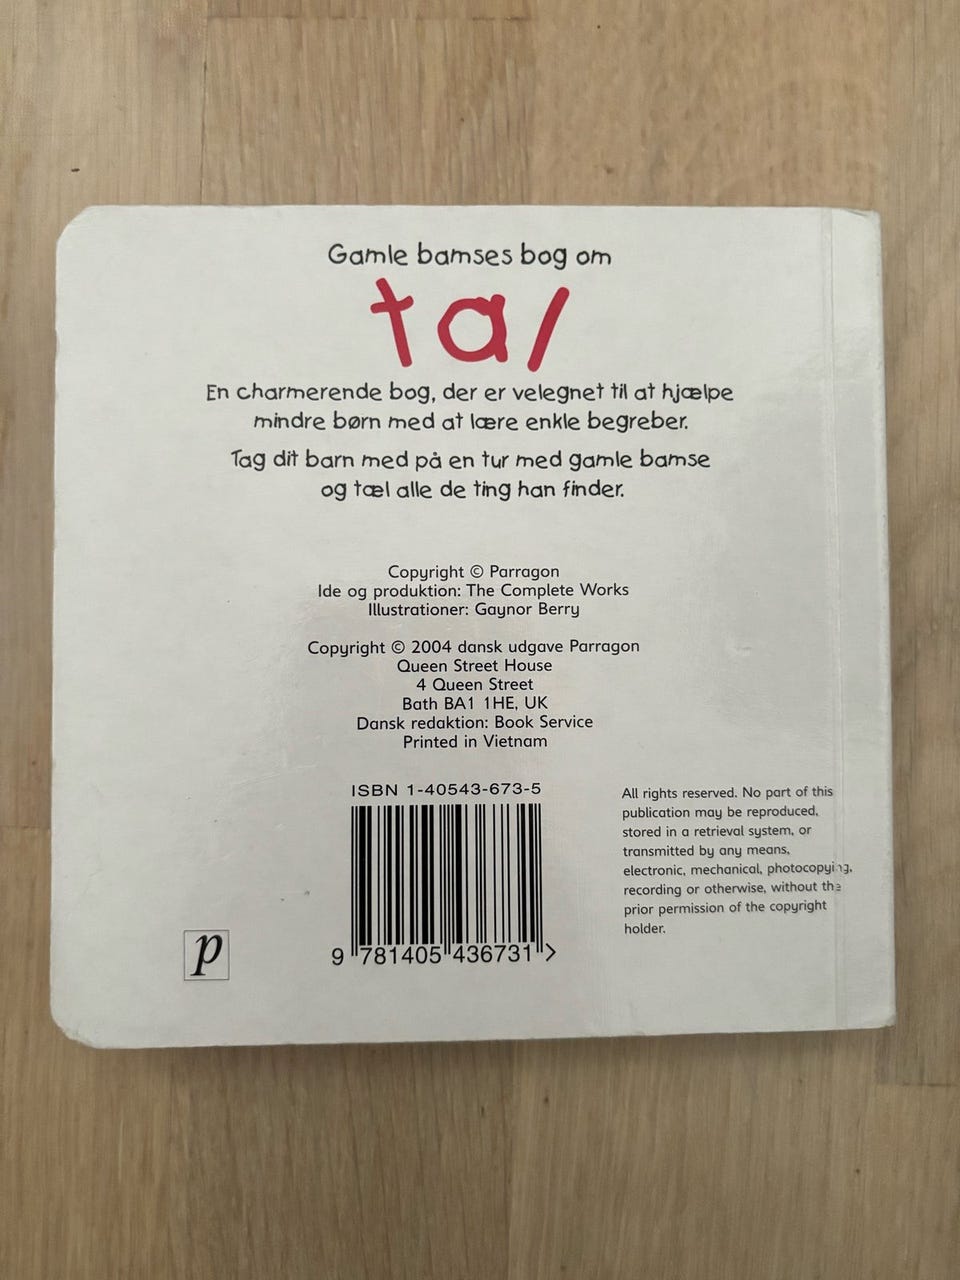 Gamle bamses bog om
tal
En charmerende bog, der er velegnet til at hjælpe
mindre børn med at lære enkle begreber.
Tag dit barn med på en tur med gamle bamse
og tæl alle de ting han finder.
Copyright © Parragon
Ide og produktion: The Complete Works
Illustrationer: Gaynor Berry
Copyright © 2004 dansk udgave Parragon
Queen Street House
4 Queen Street
Bath BA1 1HE, UK
Dansk redaktion: Book Service
Printed in Vietnam
ISBN 1-40543-673-5
9 781405 436731 >
All rights reserved. No part of this
publication may be reproduced,
stored in a retrieval system, or
transmitted by any means,
electronic, mechanical, photocopying,
recording or otherwise, without the
prior permission of the copyright
holder.
p